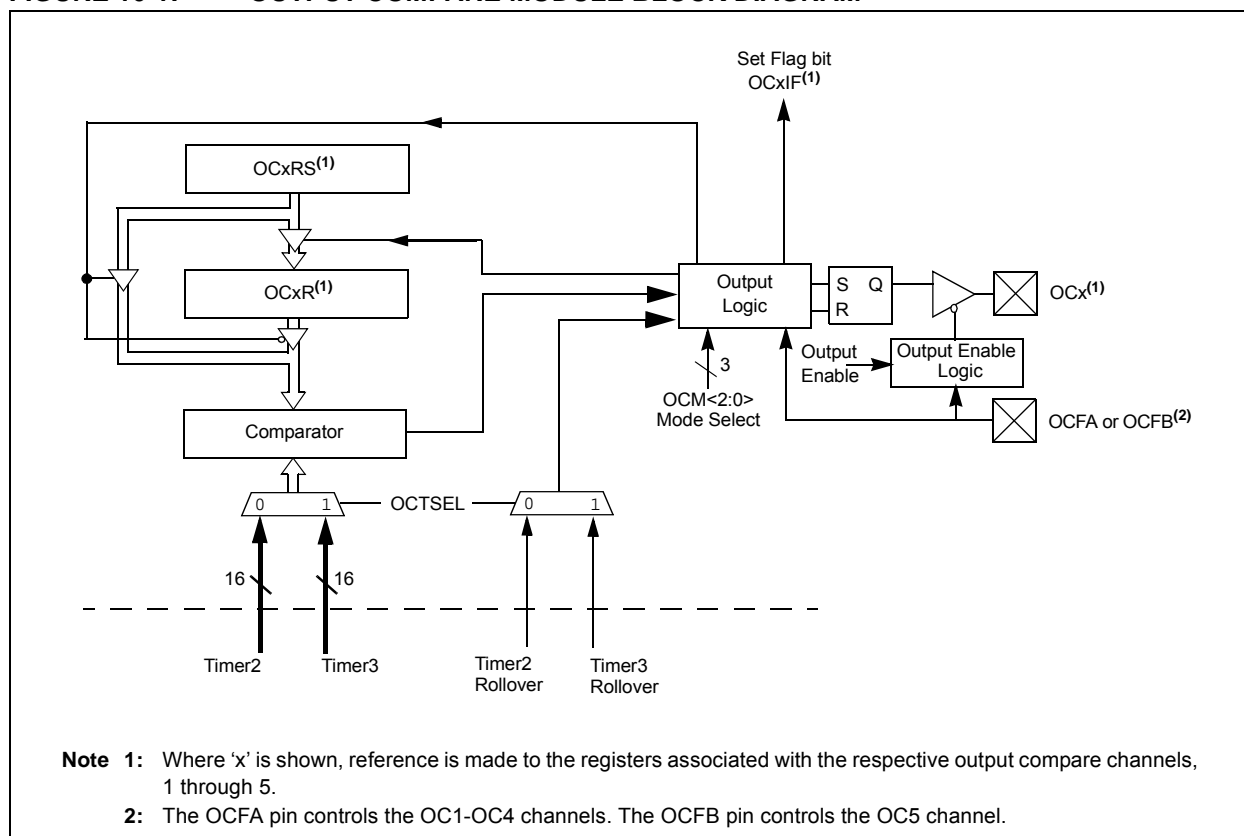 Set Flag bit
OCxIF(1)
OCxRS(1)
OCxR(1)
Output
Logic
S Q
R
OCx(1)
Output
Enable
Output Enable
Logic
3
OCM<2:0>
Mode Select
OCFA or OCFB(2)
Comparator
0 1
OCTSEL
0 1
16
16
Timer2
Timer3
Timer2
Rollover
Timer3
Rollover
Note 1: Where ‘x’ is shown, reference is made to the registers associated with the respective output compare channels,
1 through 5.
2: The OCFA pin controls the OC1-OC4 channels. The OCFB pin controls the OC5 channel.